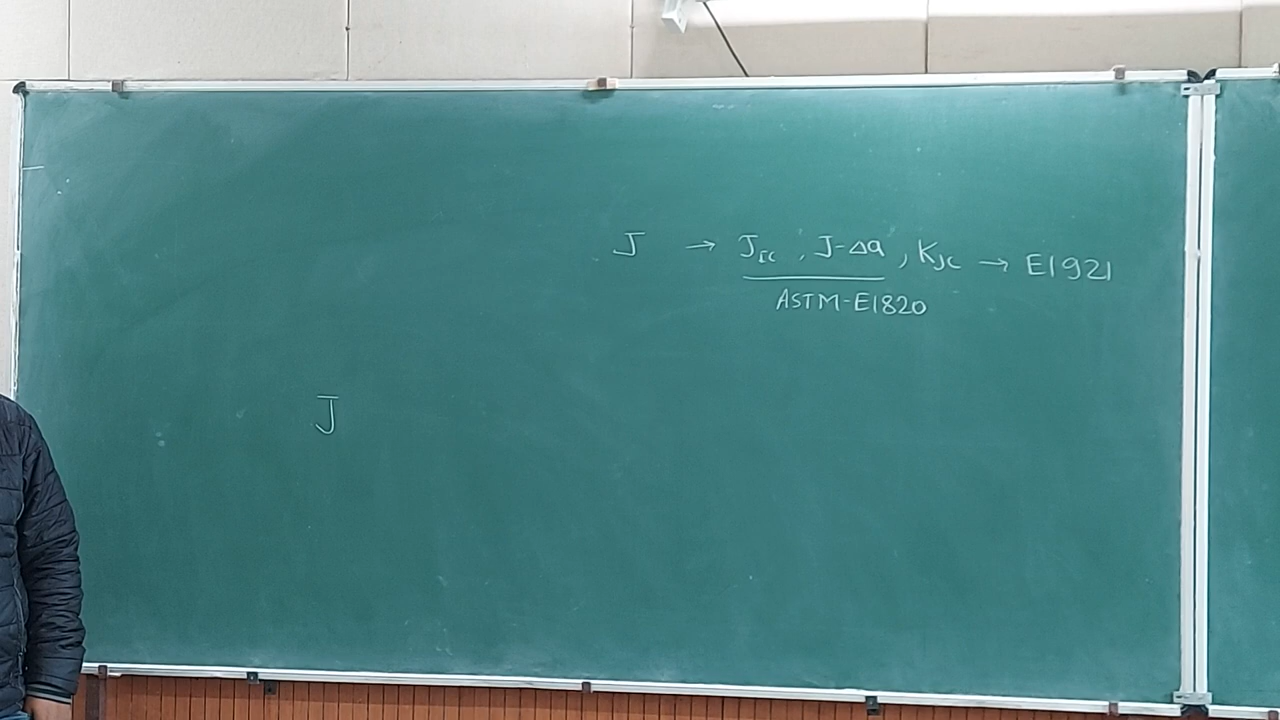 J → J_IC , J-Δa , K_JC → E1921
ASTM-E1820
J